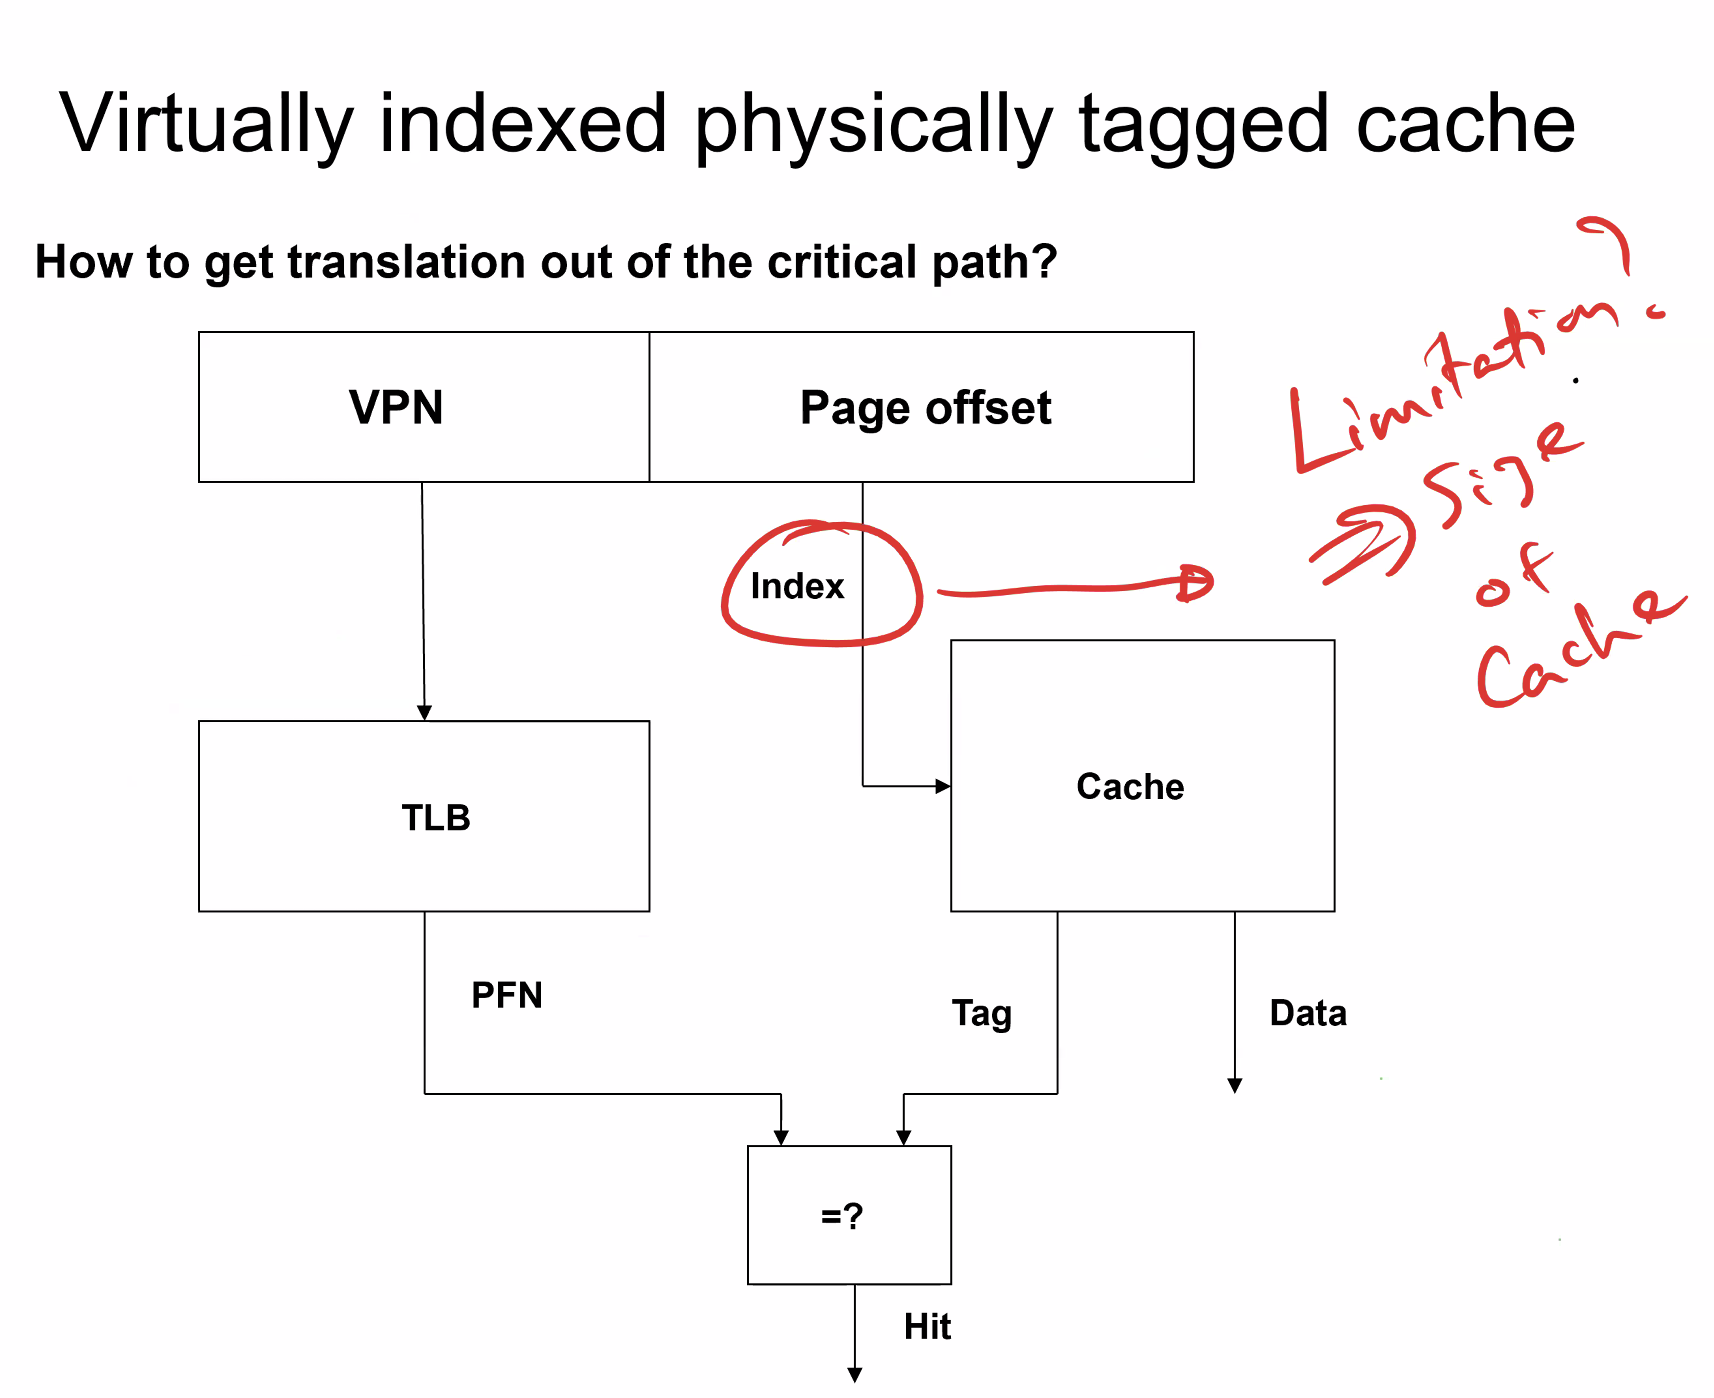 Virtually indexed physically tagged cache
How to get translation out of the critical path?
VPN
Page offset
Limitation?
⇒ Size
of
Cache
Index
TLB
Cache
PFN
Tag
Data
=?
Hit